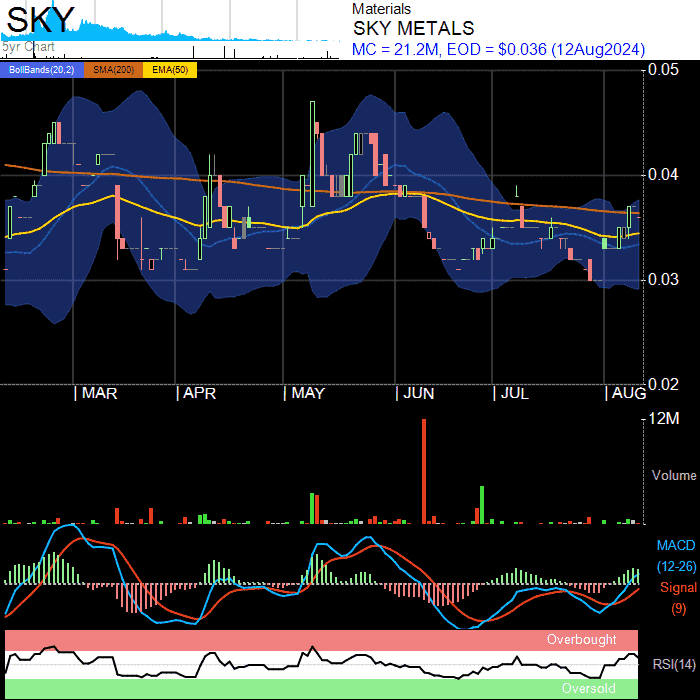 SKY
5yr Chart
Materials
SKY METALS
MC = 21.2M, EOD = $0.036 (12Aug2024)
BollBands(20,2) SMA(200) EMA(50)
0.05
0.04
0.03
0.02
MAR APR MAY JUN JUL AUG
12M
Volume
MACD
(12-26)
Signal
(9)
Overbought
RSI(14)
Oversold